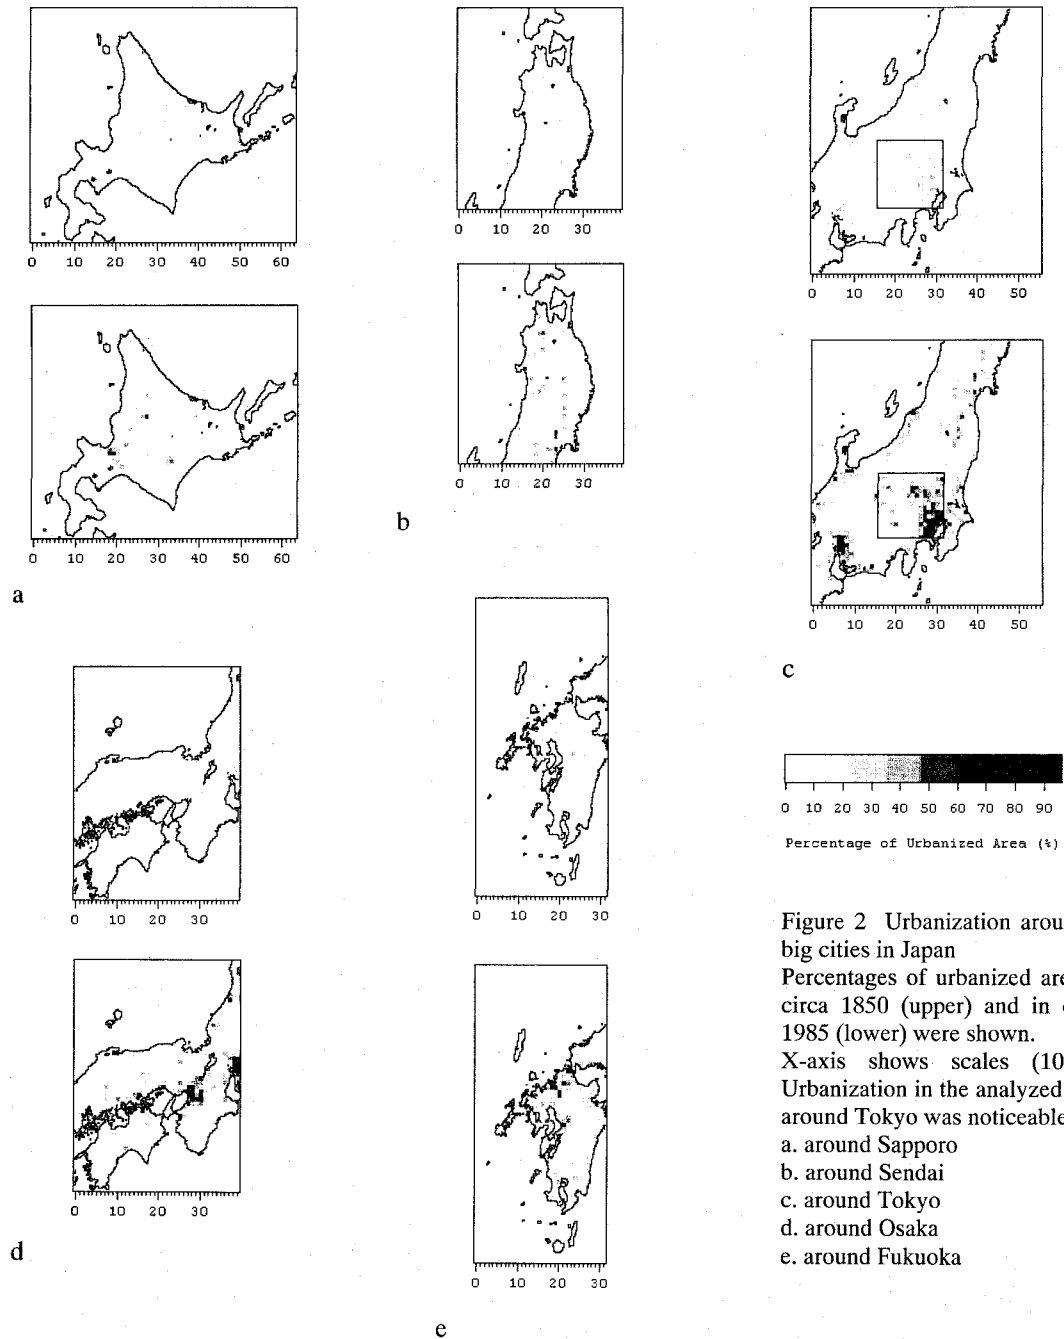 0 10 20 30 40 50 60
0 10 20 30 40 50 60
a
0 10 20 30
0 10 20 30
b
0 10 20 30 40 50
0 10 20 30 40 50
c
0 10 20 30
0 10 20 30
d
0 10 20 30
0 10 20 30
e
0 10 20 30 40 50 60 70 80 90
Percentage of Urbanized Area (%)
Figure 2 Urbanization arou
big cities in Japan
Percentages of urbanized are
circa 1850 (upper) and in
1985 (lower) were shown.
X-axis shows scales (10
Urbanization in the analyzed
around Tokyo was noticeable
a. around Sapporo
b. around Sendai
c. around Tokyo
d. around Osaka
e. around Fukuoka